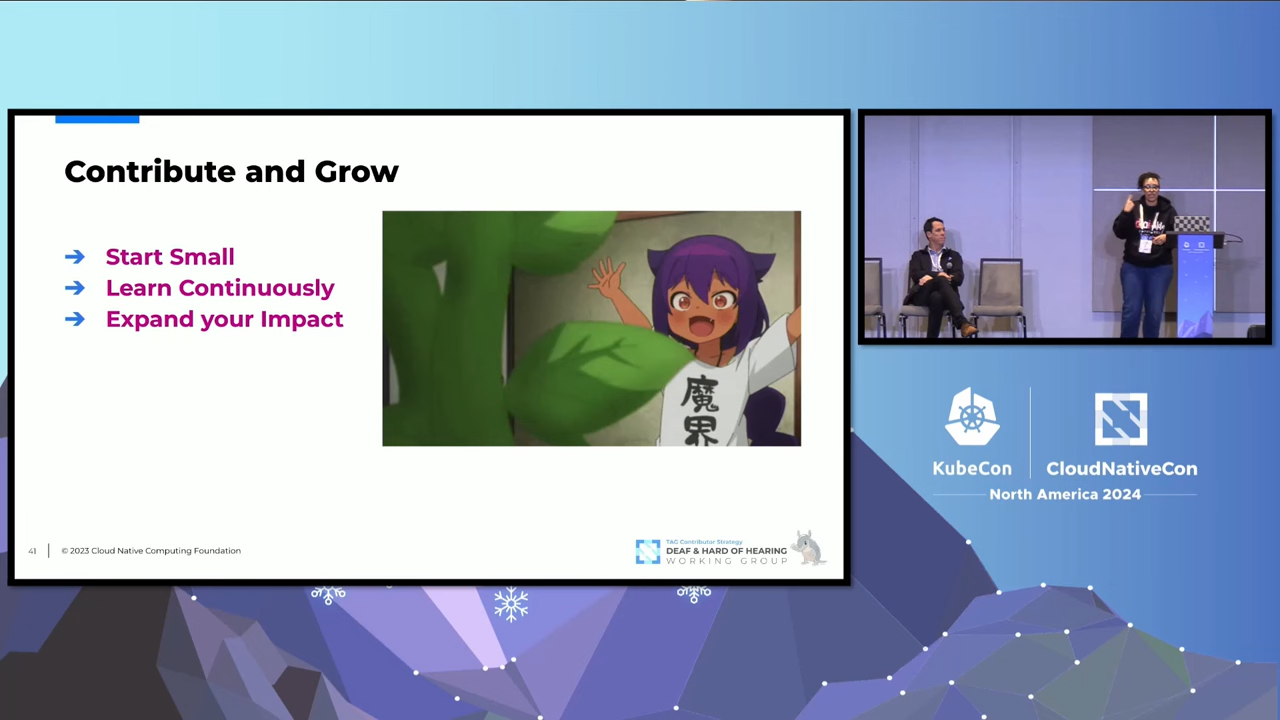 Contribute and Grow
➔ Start Small
➔ Learn Continuously
➔ Expand your Impact
魔
界
41
© 2023 Cloud Native Computing Foundation
TAG Contributor Strategy
DEAF & HARD OF HEARING
WORKING GROUP
KubeCon
CloudNativeCon
North America 2024